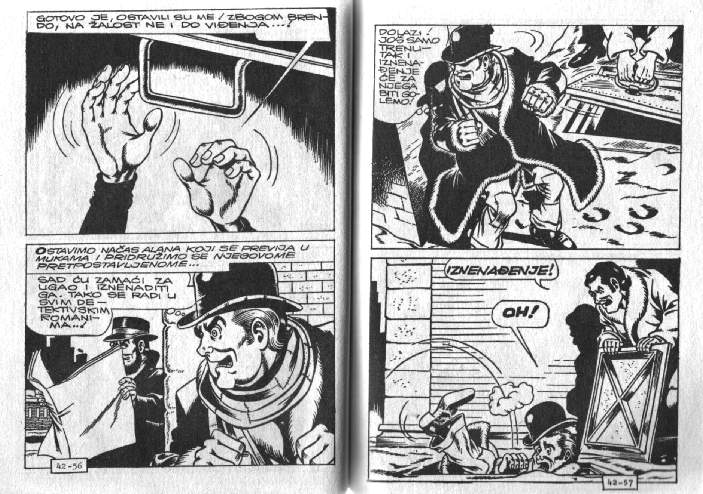 GOTOVO JE, OSTAVILI SU ME! ZBOGOM BREN-
DO, NA ŽALOST NE I DO VIĐENJA...!
OSTAVIMO NAČAS ALANA KOJI SE PREVIJA U
MUKAMA I PRIDRUŽIMO SE NJEGOVOME
PRETPOSTAVLJENOME...
SAD ĆU ZAMAĆI ZA
UGAO I IZNENADITI
GA. TAKO SE RADI U
SVIM DE-
TEKTIVSKIM
ROMANI-
MA...!
42-56
DOLAZI!
JOŠ SAMO
TRENU-
TAK I
IZNENA-
ĐENJE
ĆE ZA
NJEGA
BITI GO-
LEMO!
IZNENAĐENJE!
OH!
42-57